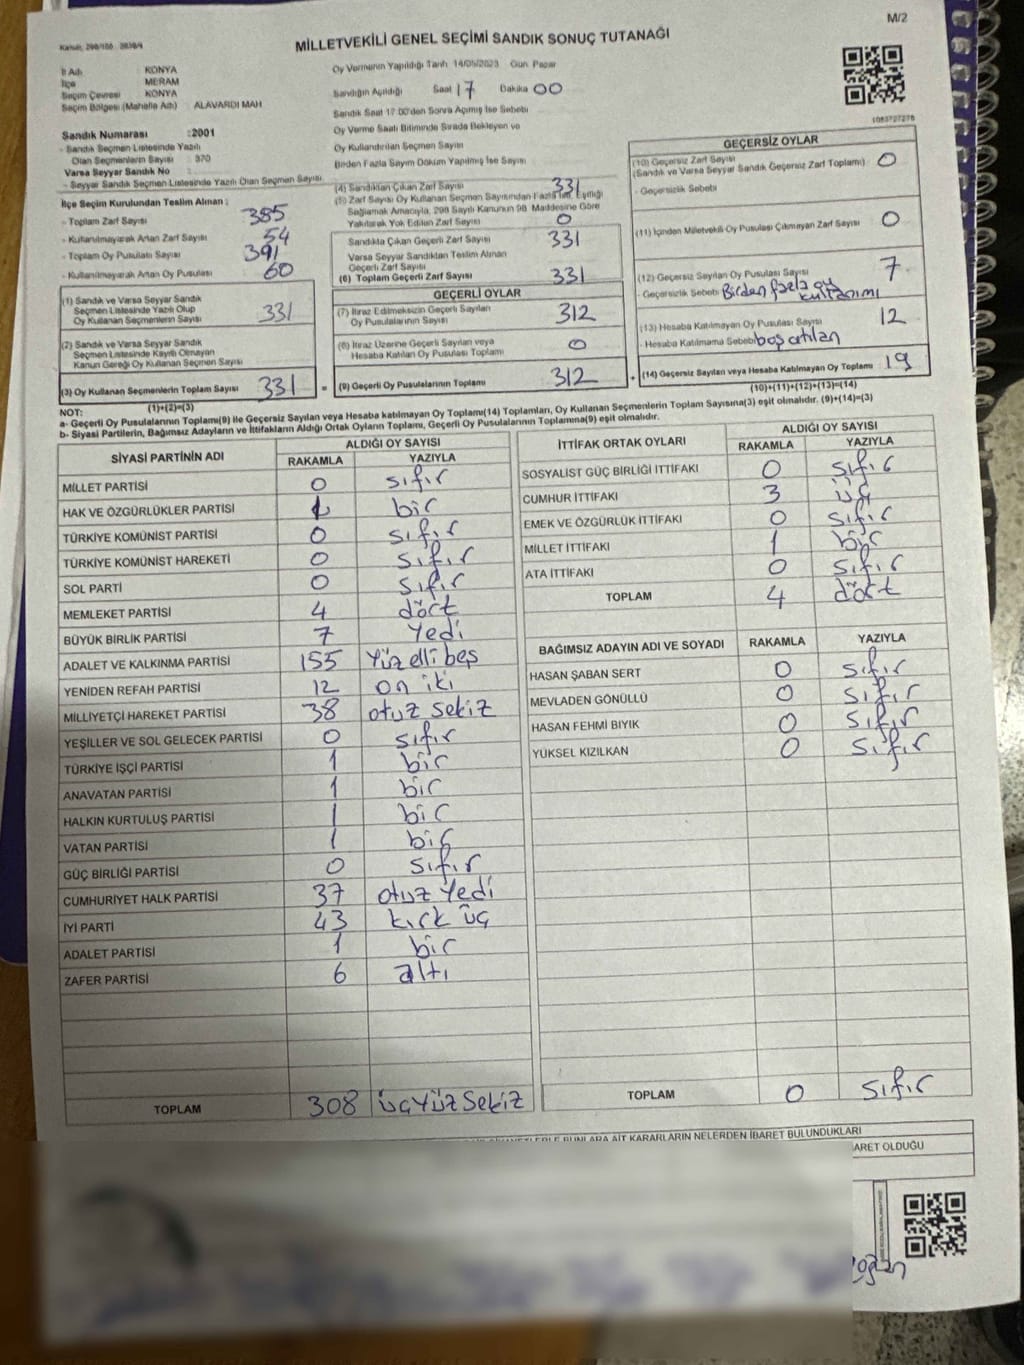 M/2
Kanun: 298/105 2839/4
MİLLETVEKİLİ GENEL SEÇİMİ SANDIK SONUÇ TUTANAĞI
İl Adı KONYA
İlçe MERAM
Seçim Çevresi KONYA
Seçim Bölgesi (Mahalle Adı) ALAVARDI MAH
Sandık Numarası : 2001
- Sandık Seçmen Listesinde Yazılı
Olan Seçmenlerin Sayısı : 370
Varsa Seyyar Sandık No
- Seyyar Sandık Seçmen Listesinde Yazılı Olan Seçmen Sayısı
Oy Vermenin Yapıldığı Tarih 14/05/2023 Gün Pazar
Sandığın Açıldığı Saat 17 Dakika 00
Sandık Saat 17:00'den Sonra Açılmış İse Sebebi
Oy Verme Saati Bitiminde Sırada Bekleyen ve
Oy Kullandırılan Seçmen Sayısı
Birden Fazla Sayım Döküm Yapılmış İse Sayısı
1083727278
İlçe Seçim Kurulundan Teslim Alınan :
- Toplam Zarf Sayısı 385
- Kullanılmayarak Artan Zarf Sayısı 54
- Toplam Oy Pusulası Sayısı 391
- Kullanılmayarak Artan Oy Pusulası 60
(1) Sandık ve Varsa Seyyar Sandık
Seçmen Listesinde Yazılı Olup
Oy Kullanan Seçmenlerin Sayısı 331
(2) Sandık ve Varsa Seyyar Sandık
Seçmen Listesinde Kayıtlı Olmayan
Kanun Gereği Oy Kullanan Seçmen Sayısı
(3) Oy Kullanan Seçmenlerin Toplam Sayısı 331 =
(1)+(2)=(3)
(4) Sandıktan Çıkan Zarf Sayısı 331
(5) Zarf Sayısı Oy Kullanan Seçmen Sayısından Fazla İse, Eşitliği
Sağlamak Amacıyla, 298 Sayılı Kanunun 98. Maddesine Göre
Yakılarak Yok Edilen Zarf Sayısı 0
Sandıkta Çıkan Geçerli Zarf Sayısı 331
Varsa Seyyar Sandıktan Teslim Alınan
Geçerli Zarf Sayısı
(6) Toplam Geçerli Zarf Sayısı 331
GEÇERLİ OYLAR
(7) İtiraz Edilmeksizin Geçerli Sayılan
Oy Pusulalarının Sayısı 312
(8) İtiraz Üzerine Geçerli Sayılan veya
Hesaba Katılan Oy Pusulası Toplamı 0
(9) Geçerli Oy Pusulalarının Toplamı 312 +
GEÇERSİZ OYLAR
(10) Geçersiz Zarf Sayısı
(Sandık ve Varsa Seyyar Sandık Geçersiz Zarf Toplamı) 0
- Geçersizlik Sebebi
(11) İçinden Milletvekili Oy Pusulası Çıkmayan Zarf Sayısı 0
(12) Geçersiz Sayılan Oy Pusulası Sayısı 7
- Geçersizlik Sebebi Birden fazla oy
kullanımı
(13) Hesaba Katılmayan Oy Pusulası Sayısı 12
- Hesaba Katılmama Sebebi boş atılan
(14) Geçersiz Sayılan veya Hesaba Katılmayan Oy Toplamı 19
(10)+(11)+(12)+(13)=(14)
NOT:
a- Geçerli Oy Pusulalarının Toplamı(9) ile Geçersiz Sayılan veya Hesaba katılmayan Oy Toplamı(14) Toplamları, Oy Kullanan Seçmenlerin Toplam Sayısına(3) eşit olmalıdır. (9)+(14)=(3)
b- Siyasi Partilerin, Bağımsız Adayların ve İttifakların Aldığı Ortak Oyların Toplamı, Geçerli Oy Pusulalarının Toplamına(9) eşit olmalıdır.
SİYASİ PARTİNİN ADI
ALDIĞI OY SAYISI
RAKAMLA YAZIYLA
MİLLET PARTİSİ 0 sıfır
HAK VE ÖZGÜRLÜKLER PARTİSİ 1 bir
TÜRKİYE KOMÜNİST PARTİSİ 0 sıfır
TÜRKİYE KOMÜNİST HAREKETİ 0 sıfır
SOL PARTİ 0 sıfır
MEMLEKET PARTİSİ 4 dört
BÜYÜK BİRLİK PARTİSİ 7 Yedi
ADALET VE KALKINMA PARTİSİ 155 Yüz elli beş
YENİDEN REFAH PARTİSİ 12 on iki
MİLLİYETÇİ HAREKET PARTİSİ 38 otuz sekiz
YEŞİLLER VE SOL GELECEK PARTİSİ 0 sıfır
TÜRKİYE İŞÇİ PARTİSİ 1 bir
ANAVATAN PARTİSİ 1 bir
HALKIN KURTULUŞ PARTİSİ 1 bir
VATAN PARTİSİ 1 bir
GÜÇ BİRLİĞİ PARTİSİ 0 sıfır
CUMHURİYET HALK PARTİSİ 37 otuz Yedi
İYİ PARTİ 43 kırk üç
ADALET PARTİSİ 1 bir
ZAFER PARTİSİ 6 altı
TOPLAM 308 üçyüz sekiz
İTTİFAK ORTAK OYLARI
ALDIĞI OY SAYISI
RAKAMLA YAZIYLA
SOSYALİST GÜÇ BİRLİĞİ İTTİFAKI 0 sıfır
CUMHUR İTTİFAKI 3 üç
EMEK VE ÖZGÜRLÜK İTTİFAKI 0 sıfır
MİLLET İTTİFAKI 1 bir
ATA İTTİFAKI 0 sıfır
TOPLAM 4 dört
BAĞIMSIZ ADAYIN ADI VE SOYADI RAKAMLA YAZIYLA
HASAN ŞABAN SERT 0 sıfır
MEVLADEN GÖNÜLLÜ 0 sıfır
HASAN FEHMİ BIYIK 0 sıfır
YÜKSEL KIZILKAN 0 sıfır
TOPLAM 0 sıfır
BUNLARA AİT KARARLARIN NELERDEN İBARET BULUNDUKLARI
ARET OLDUĞU